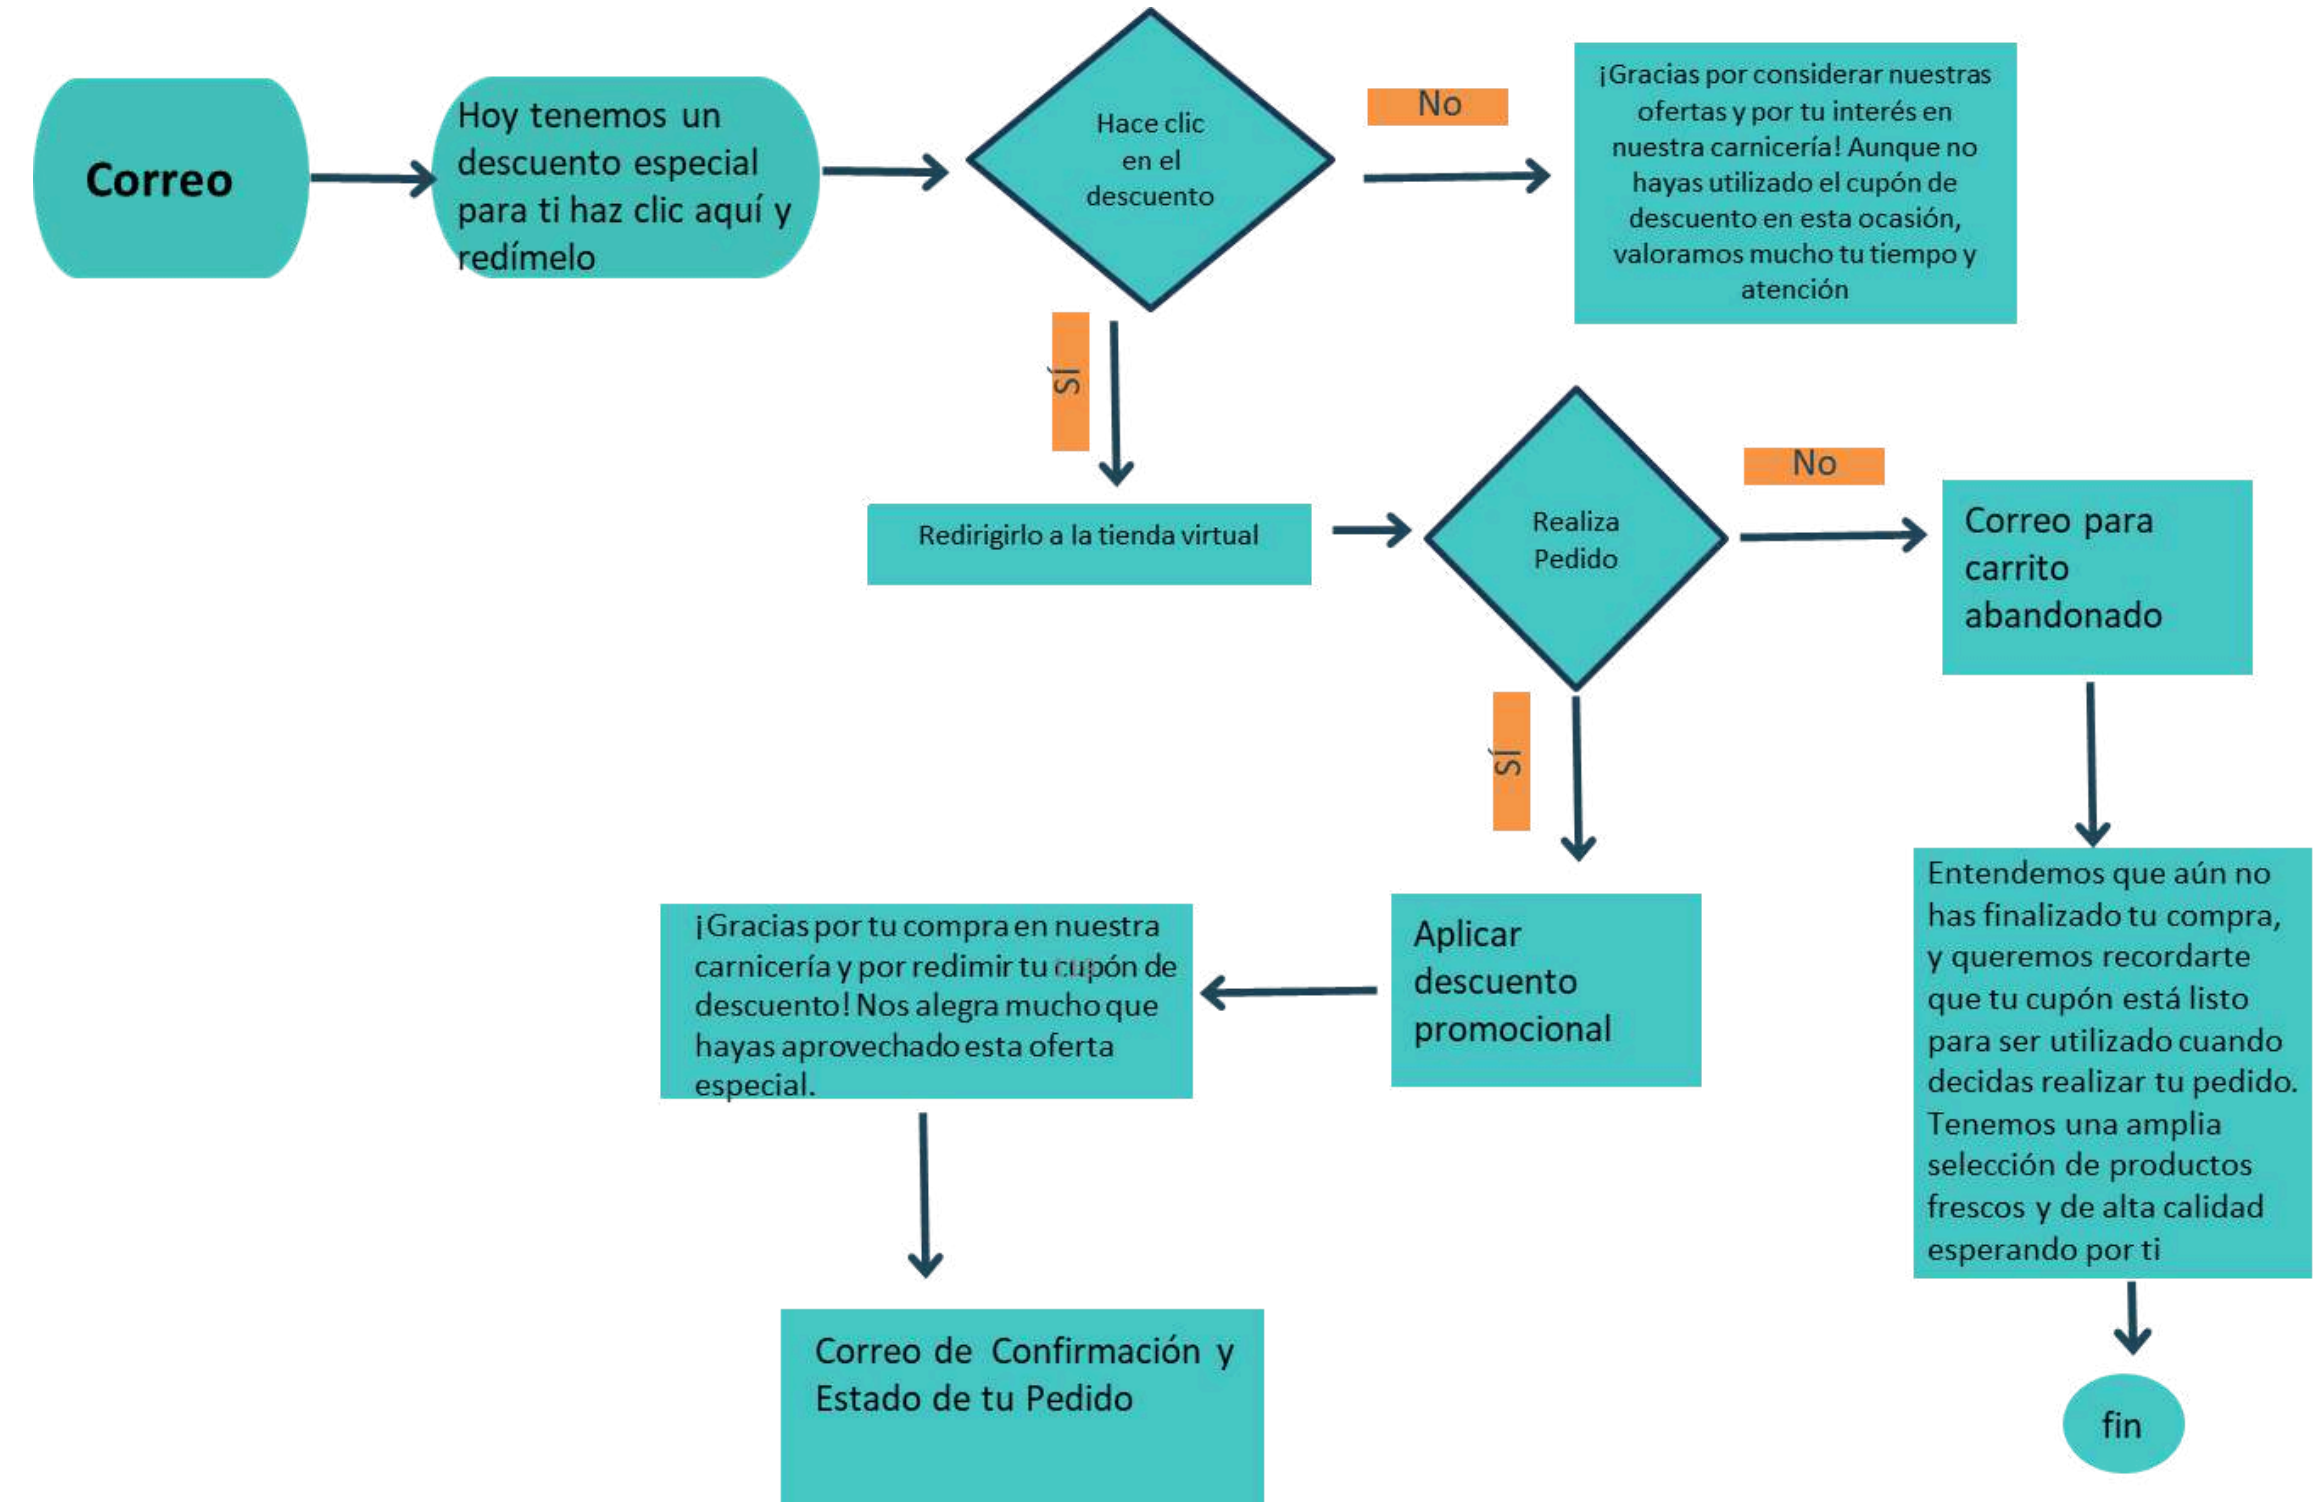 Correo
Hoy tenemos un
descuento especial
para ti haz clic aquí y
redímelo
Hace clic
en el
descuento
No
¡Gracias por considerar nuestras
ofertas y por tu interés en
nuestra carnicería! Aunque no
hayas utilizado el cupón de
descuento en esta ocasión,
valoramos mucho tu tiempo y
atención
SÍ
Redirigirlo a la tienda virtual
Realiza
Pedido
No
Correo para
carrito
abandonado
SÍ
Aplicar
descuento
promocional
¡Gracias por tu compra en nuestra
carnicería y por redimir tu cupón de
descuento! Nos alegra mucho que
hayas aprovechado esta oferta
especial.
Entendemos que aún no
has finalizado tu compra,
y queremos recordarte
que tu cupón está listo
para ser utilizado cuando
decidas realizar tu pedido.
Tenemos una amplia
selección de productos
frescos y de alta calidad
esperando por ti
Correo de Confirmación y
Estado de tu Pedido
fin